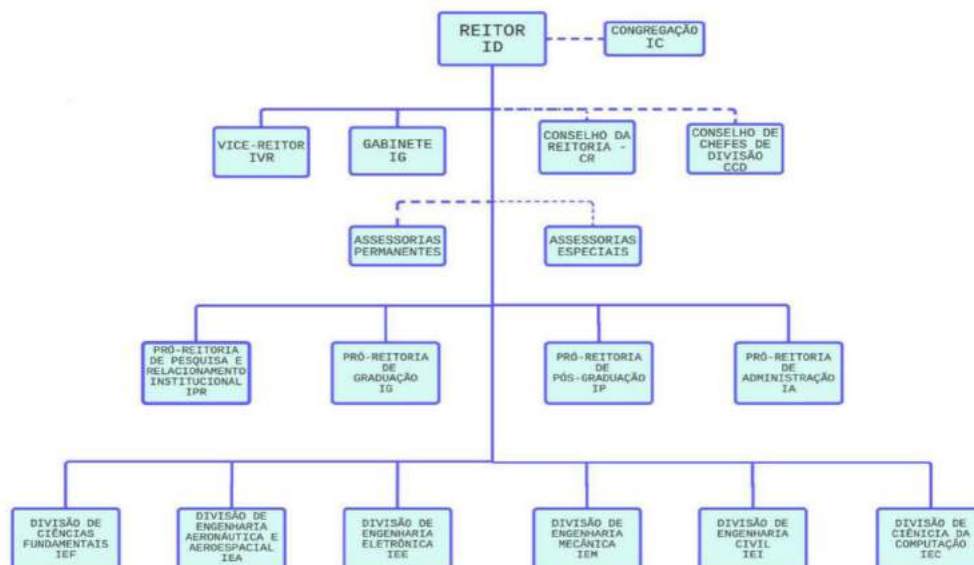 REITOR
ID
CONGREGAÇÃO
IC
VICE-REITOR
IVR
GABINETE
IG
CONSELHO DA
REITORIA -
CR
CONSELHO DE
CHEFES DE
DIVISÃO
CCD
ASSESSORIAS
PERMANENTES
ASSESSORIAS
ESPECIAIS
PRÓ-REITORIA
DE PESQUISA E
RELACIONAMENTO
INSTITUCIONAL
IPR
PRÓ-REITORIA
DE
GRADUAÇÃO
IG
PRÓ-REITORIA
DE
PÓS-GRADUAÇÃO
IP
PRÓ-REITORIA
DE
ADMINISTRAÇÃO
IA
DIVISÃO DE
CIÊNCIAS
FUNDAMENTAIS
IEF
DIVISÃO DE
ENGENHARIA
AERONÁUTICA E
AEROESPACIAL
IEA
DIVISÃO DE
ENGENHARIA
ELETRÔNICA
IEE
DIVISÃO DE
ENGENHARIA
MECÂNICA
IEM
DIVISÃO DE
ENGENHARIA
CIVIL
IEI
DIVISÃO DE
CIÊNICIA DA
COMPUTAÇÃO
IEC